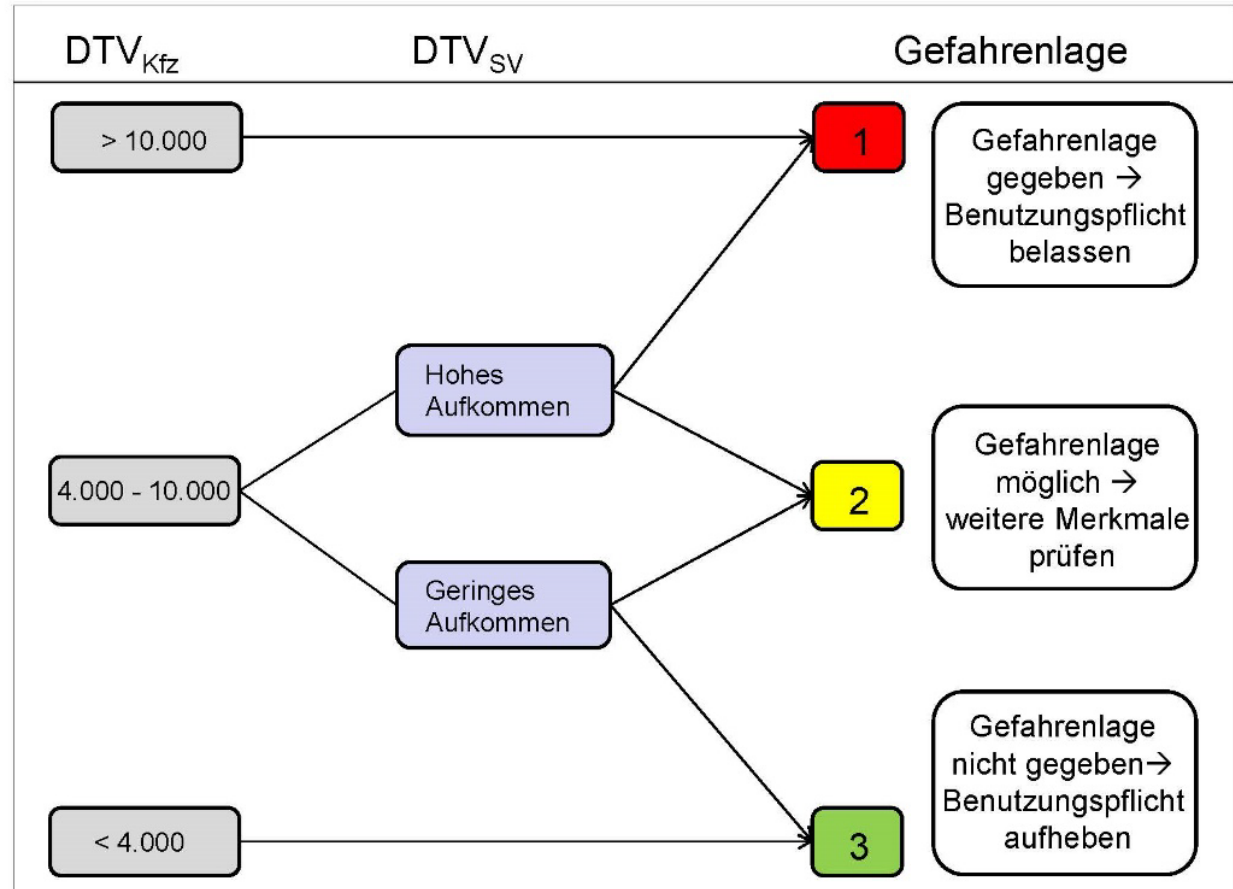 DTVKfz
DTVSV
Gefahrenlage
> 10.000
1
Gefahrenlage
gegeben →
Benutzungspflicht
belassen
Hohes
Aufkommen
4.000 - 10.000
2
Gefahrenlage
möglich →
weitere Merkmale
prüfen
Geringes
Aufkommen
< 4.000
3
Gefahrenlage
nicht gegeben→
Benutzungspflicht
aufheben